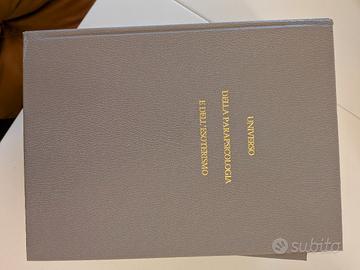 UNIVERSO
DELLA PARAPSICOLOGIA
E DELL'ESOTERISMO
subito